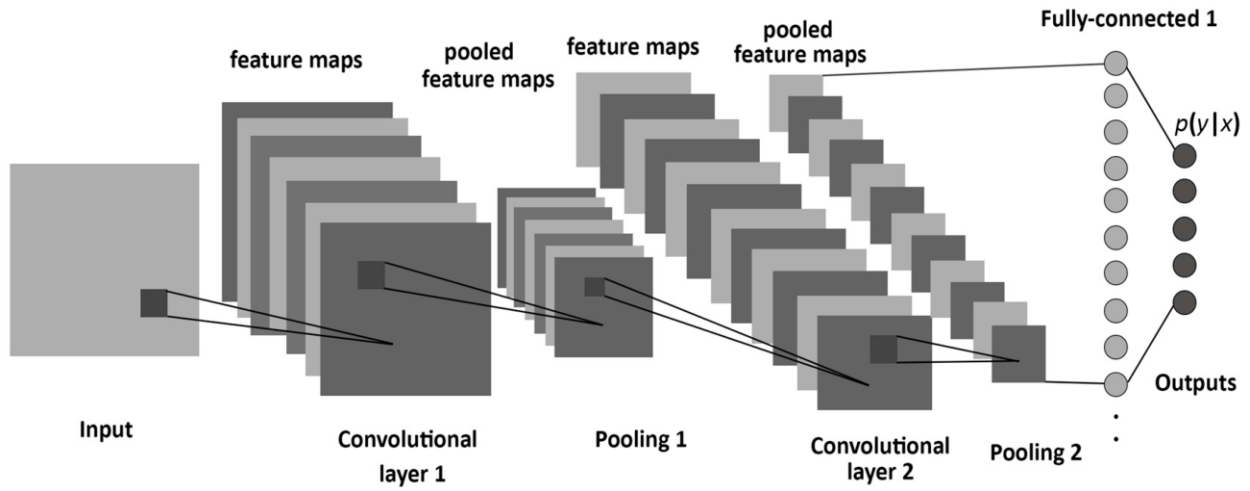 Fully-connected 1
feature maps
pooled
feature maps
feature maps
pooled
feature maps
p(y|x)
Input
Convolutional
layer 1
Pooling 1
Convolutional
layer 2
Pooling 2
Outputs